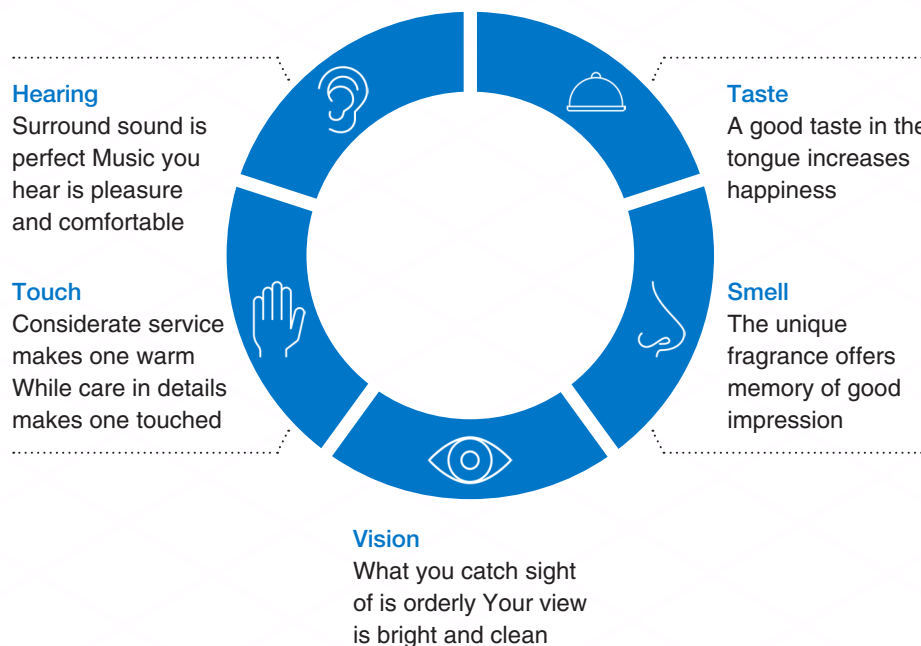 Hearing
Surround sound is
perfect Music you
hear is pleasure
and comfortable
Touch
Considerate service
makes one warm
While care in details
makes one touched
Taste
A good taste in the
tongue increases
happiness
Smell
The unique
fragrance offers
memory of good
impression
Vision
What you catch sight
of is orderly Your view
is bright and clean